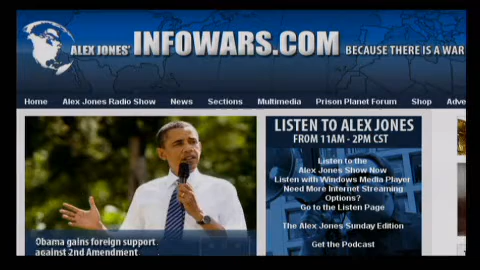 ALEX JONES' INFOWARS.COM BECAUSE THERE IS A WAR
Home Alex Jones Radio Show News Sections Multimedia Prison Planet Forum Shop Adve
LISTEN TO ALEX JONES
FROM 11AM - 2PM CST
Listen to the
Alex Jones Show Now
Listen with Windows Media Player
Need More Internet Streaming
Options?
Go to the Listen Page
The Alex Jones Sunday Edition
Get the Podcast
Obama gains foreign support
against 2nd Amendment